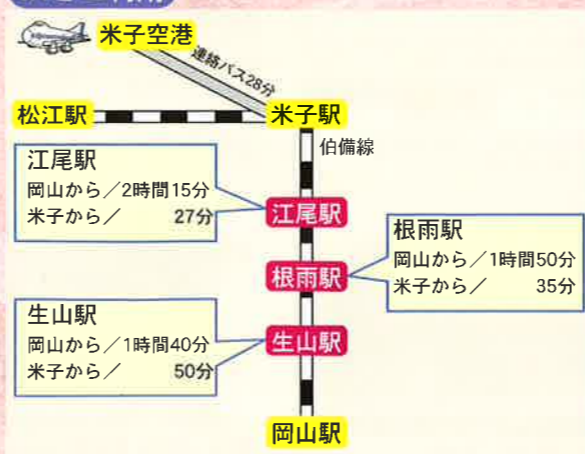 米子空港
連絡バス28分
松江駅
米子駅
伯備線
江尾駅
岡山から／2時間15分
米子から／ 27分
江尾駅
根雨駅
岡山から／1時間50分
米子から／ 35分
根雨駅
生山駅
岡山から／1時間40分
米子から／ 50分
生山駅
岡山駅